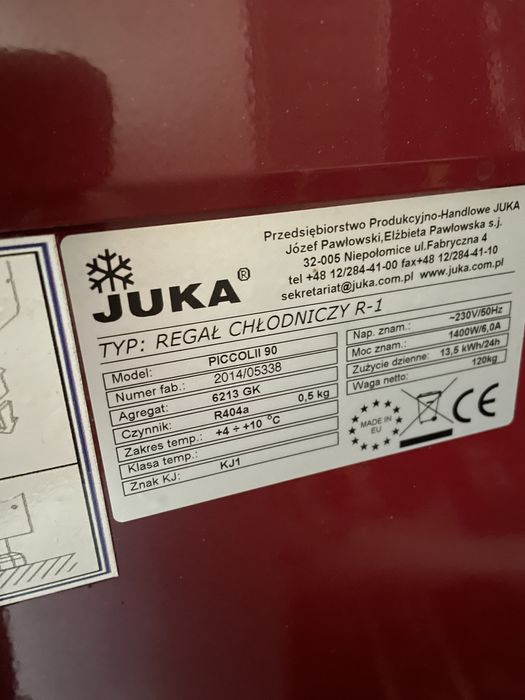 Przedsiębiorstwo Produkcyjno-Handlowe JUKA
Józef Pawłowski,Elżbieta Pawłowska s.j.
32-005 Niepołomice ul.Fabryczna 4
tel +48 12/284-41-00 fax+48 12/284-41-10
sekretariat@juka.com.pl www.juka.com.pl
JUKA®
TYP: REGAŁ CHŁODNICZY R-1
Model: PICCOLII 90
Numer fab.: 2014/05338
Agregat: 6213 GK
Czynnik: R404a 0,5 kg
Zakres temp.: +4 ÷ +10 °C
Klasa temp.:
Znak KJ: KJ1
Nap. znam.: ~230V/50Hz
Moc znam.: 1400W/6,0A
Zużycie dzienne: 13,5 kWh/24h
Waga netto: 120kg
MADE IN
EU
CE